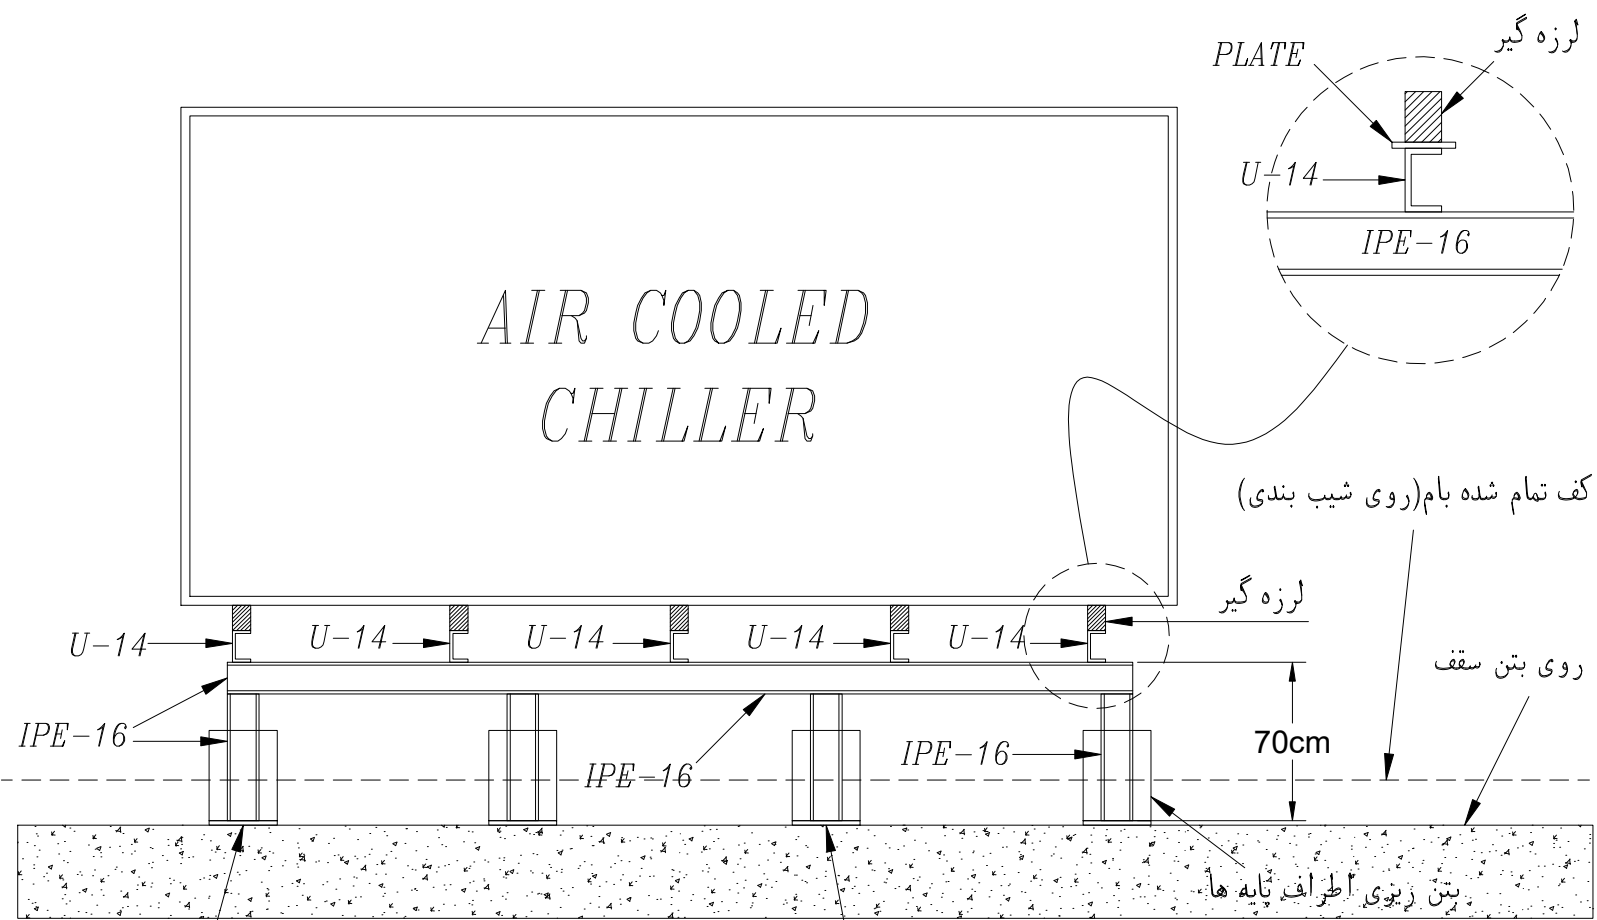 لرزه گیر
PLATE
U-14
IPE-16
AIR COOLED
CHILLER
کف تمام شده بام(روی شیب بندی)
لرزه گیر
U-14
U-14
U-14
U-14
U-14
روی بتن سقف
IPE-16
IPE-16
IPE-16
70cm
بتن ریزی اطراف پایه ها